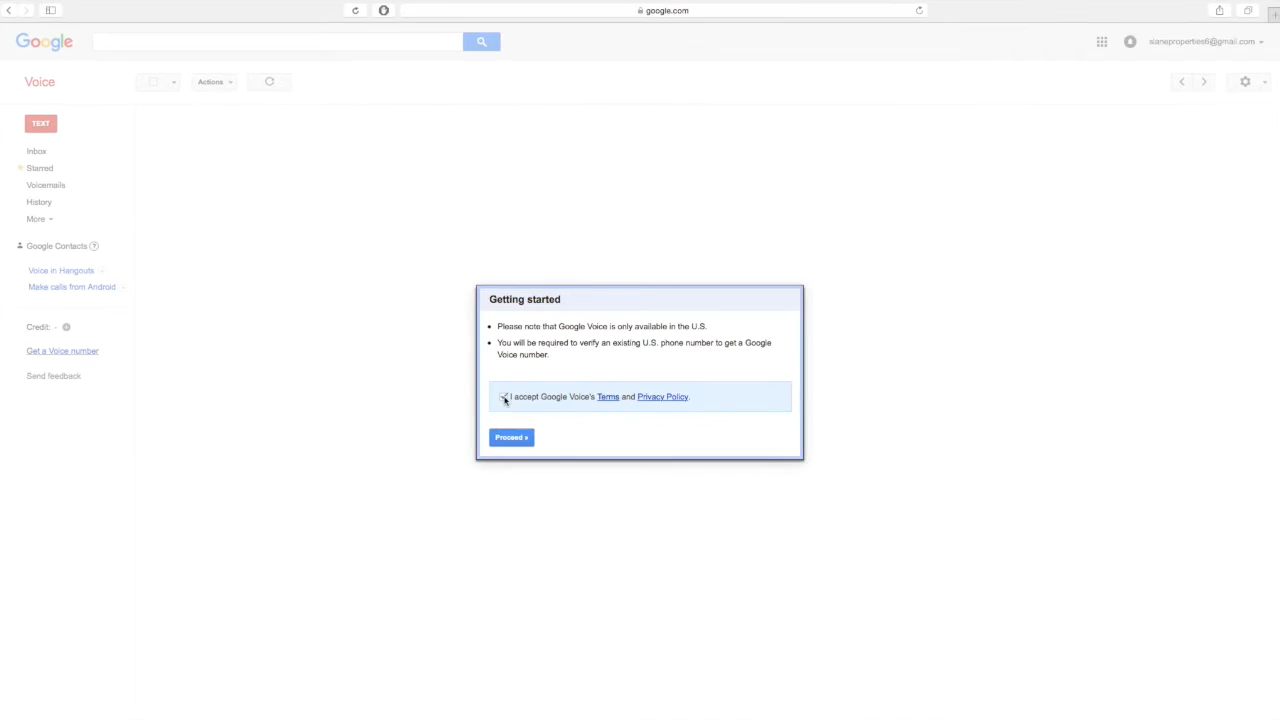 google.com
Google
sianeproperties6@gmail.com
Voice
Actions
TEXT
Inbox
Starred
Voicemails
History
More
Google Contacts ?
Voice in Hangouts
Make calls from Android
Credit: -
Get a Voice number
Send feedback
Getting started
• Please note that Google Voice is only available in the U.S.
• You will be required to verify an existing U.S. phone number to get a Google
Voice number.
I accept Google Voice's Terms and Privacy Policy.
Proceed »